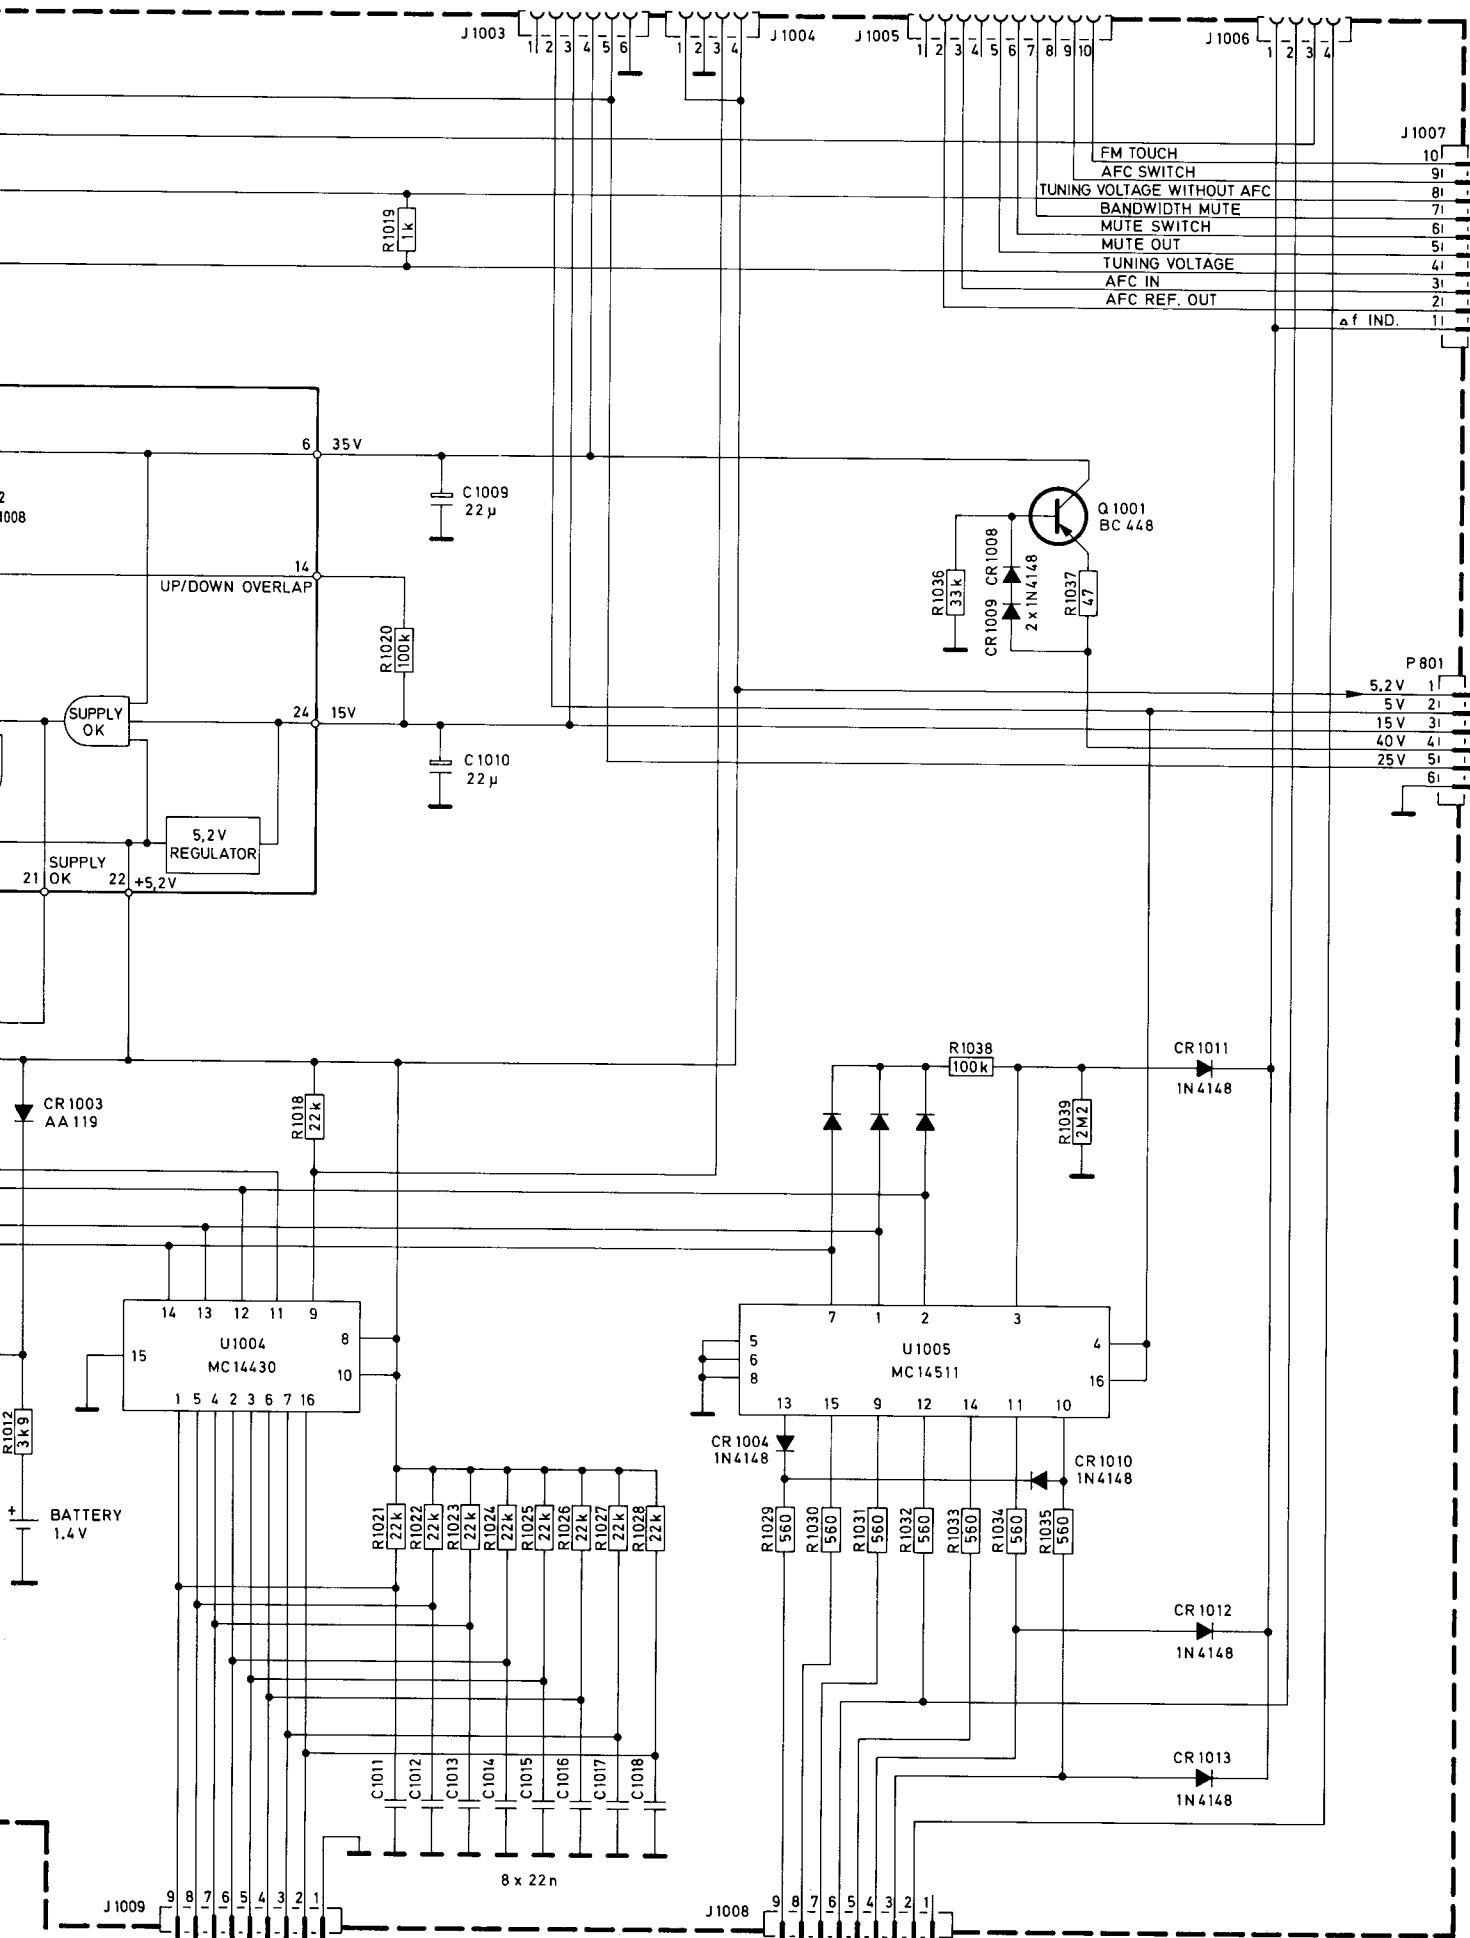 J1003
1 2 3 4 5 6
1 2 3 4
J1004
J1005
1 2 3 4 5 6 7 8 9 10
J1006
1 2 3 4
J1007
FM TOUCH 10
AFC SWITCH 9
TUNING VOLTAGE WITHOUT AFC 8
BANDWIDTH MUTE 7
MUTE SWITCH 6
MUTE OUT 5
TUNING VOLTAGE 4
AFC IN 3
AFC REF. OUT 2
Δf IND. 1
R1019
1k
6 35V
2
1008
C1009
22µ
Q1001
BC 448
14
UP/DOWN OVERLAP
R1020
100k
R1036
33k
CR1009 CR1008
2 x 1N4148
R1037
47
P801
5,2V 1
5V 2
15V 3
40V 4
25V 5
6
SUPPLY
OK
24 15V
C1010
22µ
5,2V
REGULATOR
SUPPLY
21 OK
22 +5,2V
CR1003
AA119
R1018
22k
R1038
100k
CR1011
1N4148
R1039
2M2
14 13 12 11 9
U1004
MC14430
15
8
10
1 5 4 2 3 6 7 16
7 1 2 3
U1005
MC14511
5
6
8
4
16
13 15 9 12 14 11 10
CR1004
1N4148
CR1010
1N4148
R1012
3k9
+
BATTERY
1.4V
R1021
22k
R1022
22k
R1023
22k
R1024
22k
R1025
22k
R1026
22k
R1027
22k
R1028
22k
R1029
560
R1030
560
R1031
560
R1032
560
R1033
560
R1034
560
R1035
560
CR1012
1N4148
CR1013
1N4148
C1011
C1012
C1013
C1014
C1015
C1016
C1017
C1018
8 x 22n
J1009
9 8 7 6 5 4 3 2 1
J1008
9 8 7 6 5 4 3 2 1